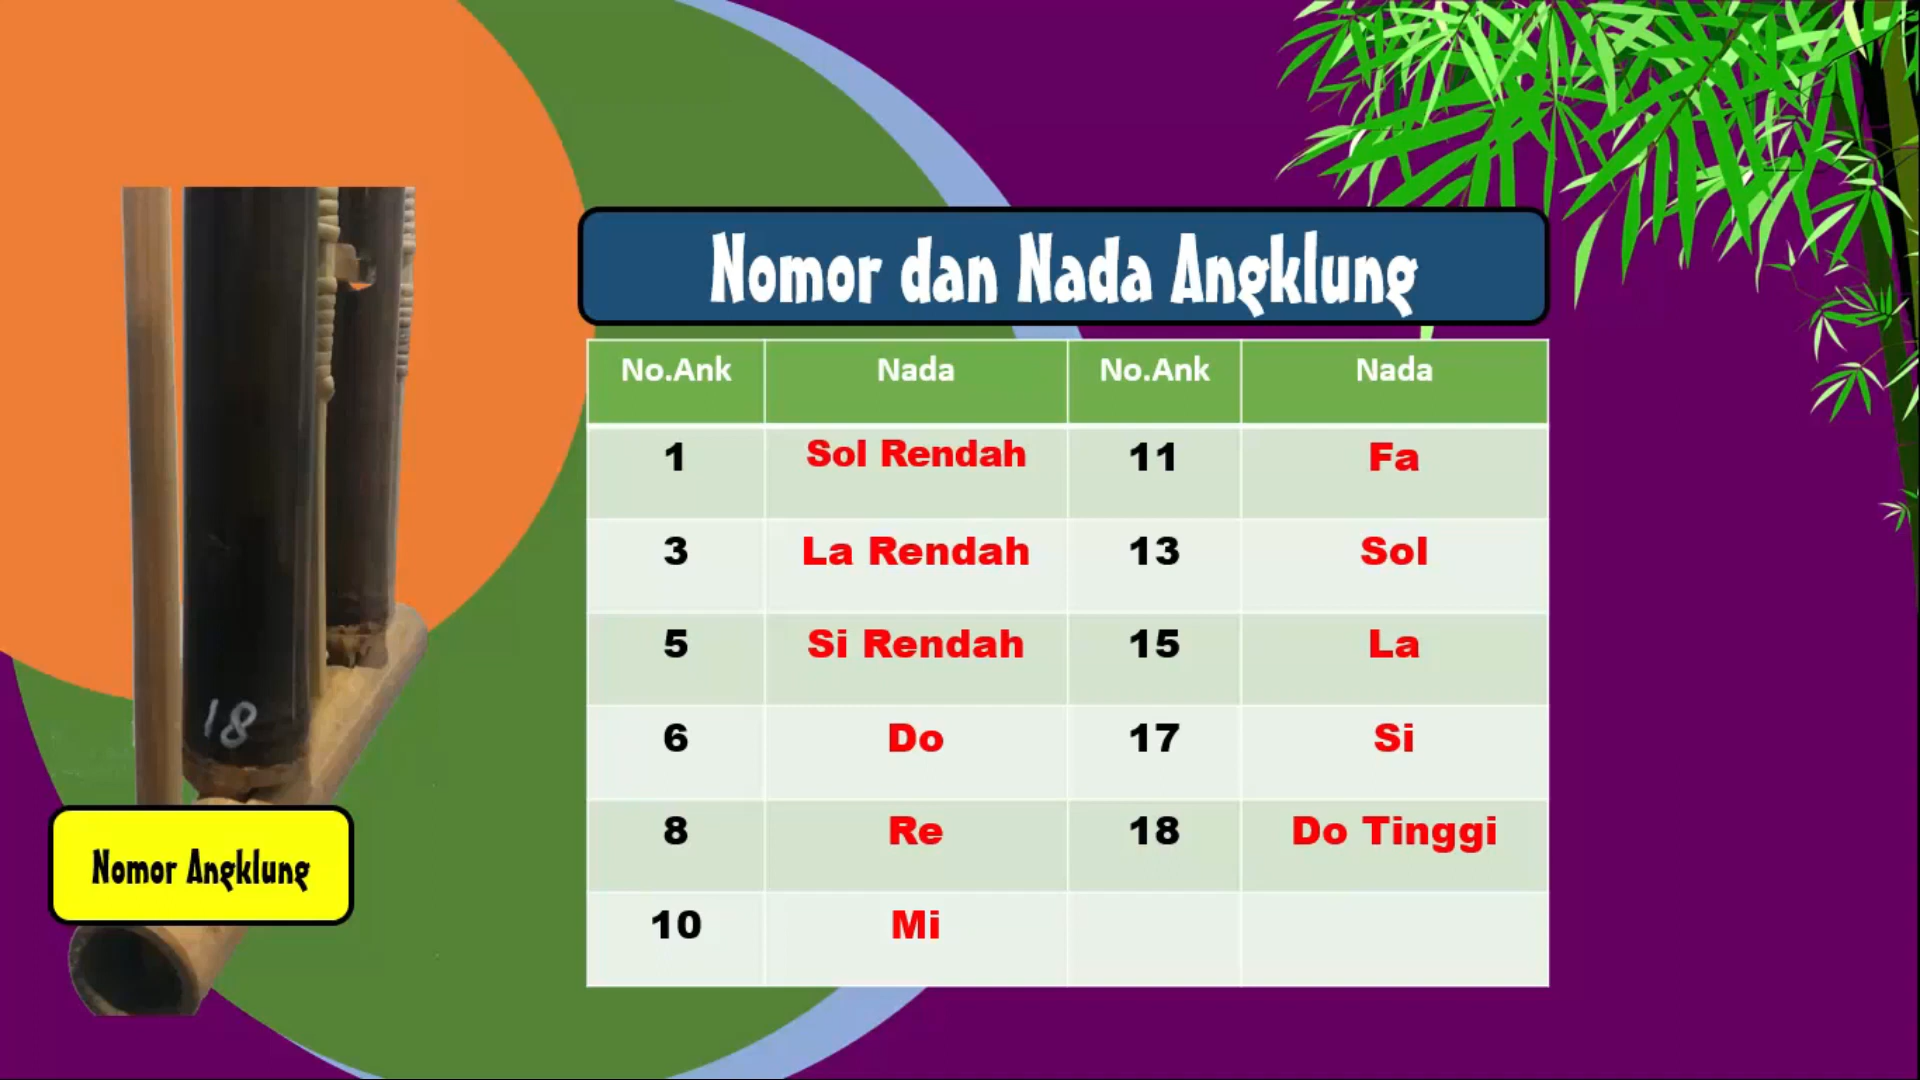 Nomor dan Nada Angklung
No.Ank Nada No.Ank Nada
1 Sol Rendah 11 Fa
3 La Rendah 13 Sol
5 Si Rendah 15 La
6 Do 17 Si
8 Re 18 Do Tinggi
10 Mi
18
Nomor Angklung